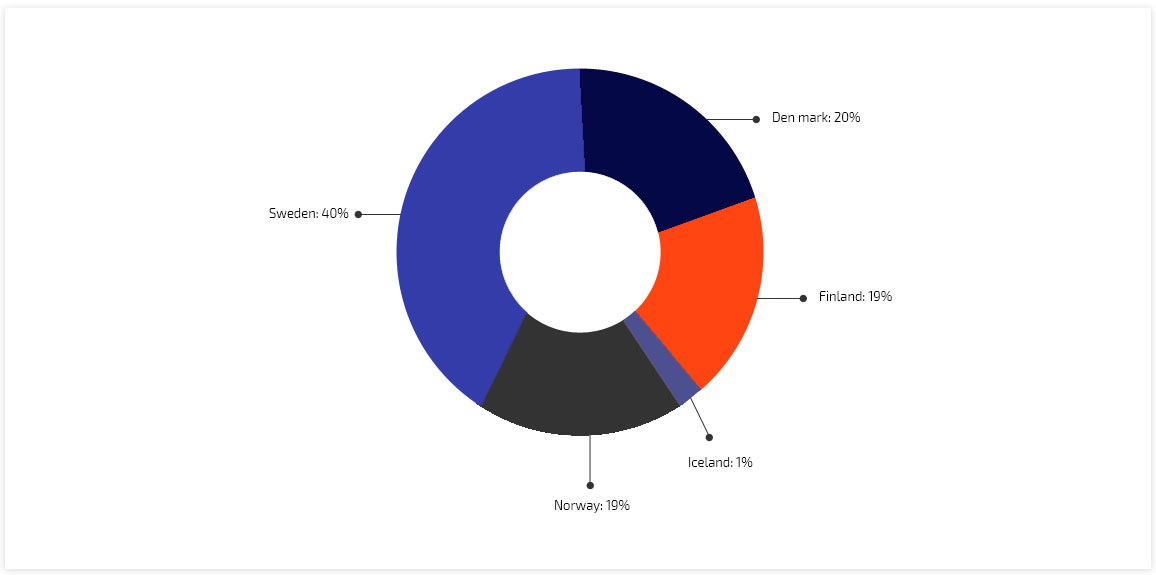 Den mark: 20%
Sweden: 40%
Finland: 19%
Iceland: 1%
Norway: 19%